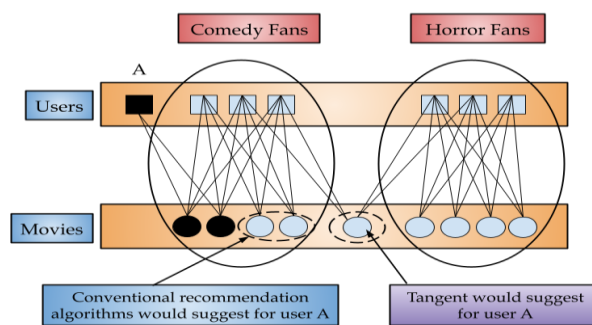 Comedy Fans
Horror Fans
A
Users
Movies
Conventional recommendation
algorithms would suggest for user A
Tangent would suggest
for user A